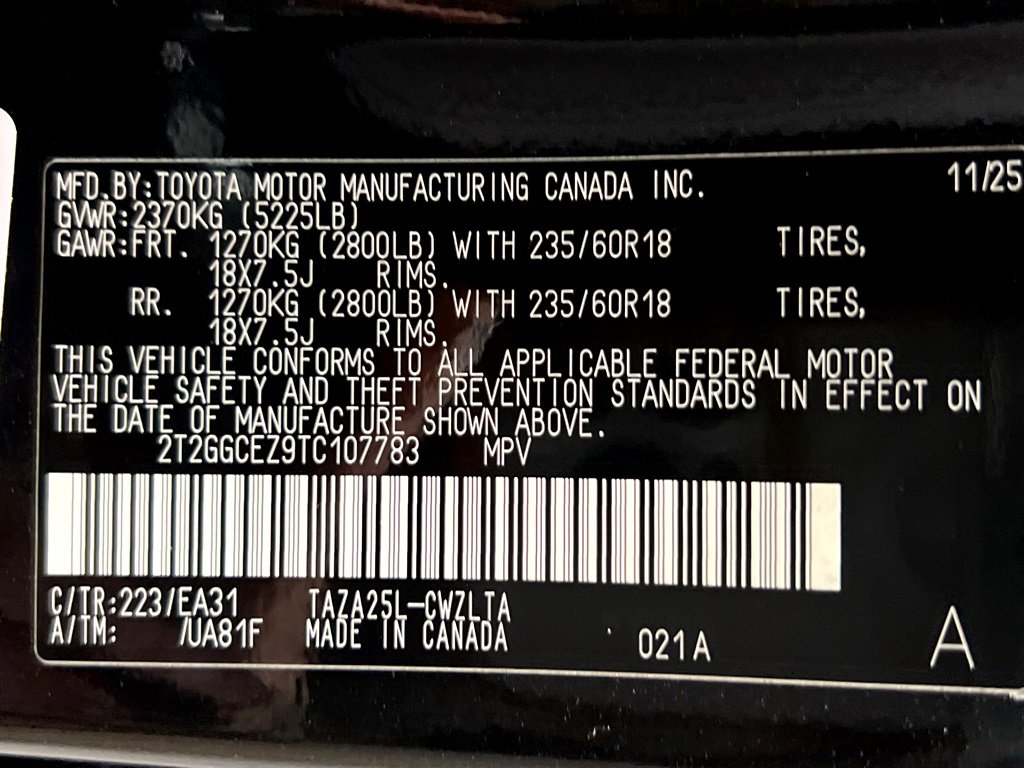 MFD.BY:TOYOTA MOTOR MANUFACTURING CANADA INC. 11/25
GVWR:2370KG (5225LB)
GAWR:FRT. 1270KG (2800LB) WITH 235/60R18 TIRES,
18X7.5J RIMS.
RR. 1270KG (2800LB) WITH 235/60R18 TIRES,
18X7.5J RIMS.
THIS VEHICLE CONFORMS TO ALL APPLICABLE FEDERAL MOTOR
VEHICLE SAFETY AND THEFT PREVENTION STANDARDS IN EFFECT ON
THE DATE OF MANUFACTURE SHOWN ABOVE.
2T2GGCEZ9TC107783 MPV
C/TR:223/EA31 TAZA25L-CWZLTA
A/TM: /UA81F MADE IN CANADA 021A A